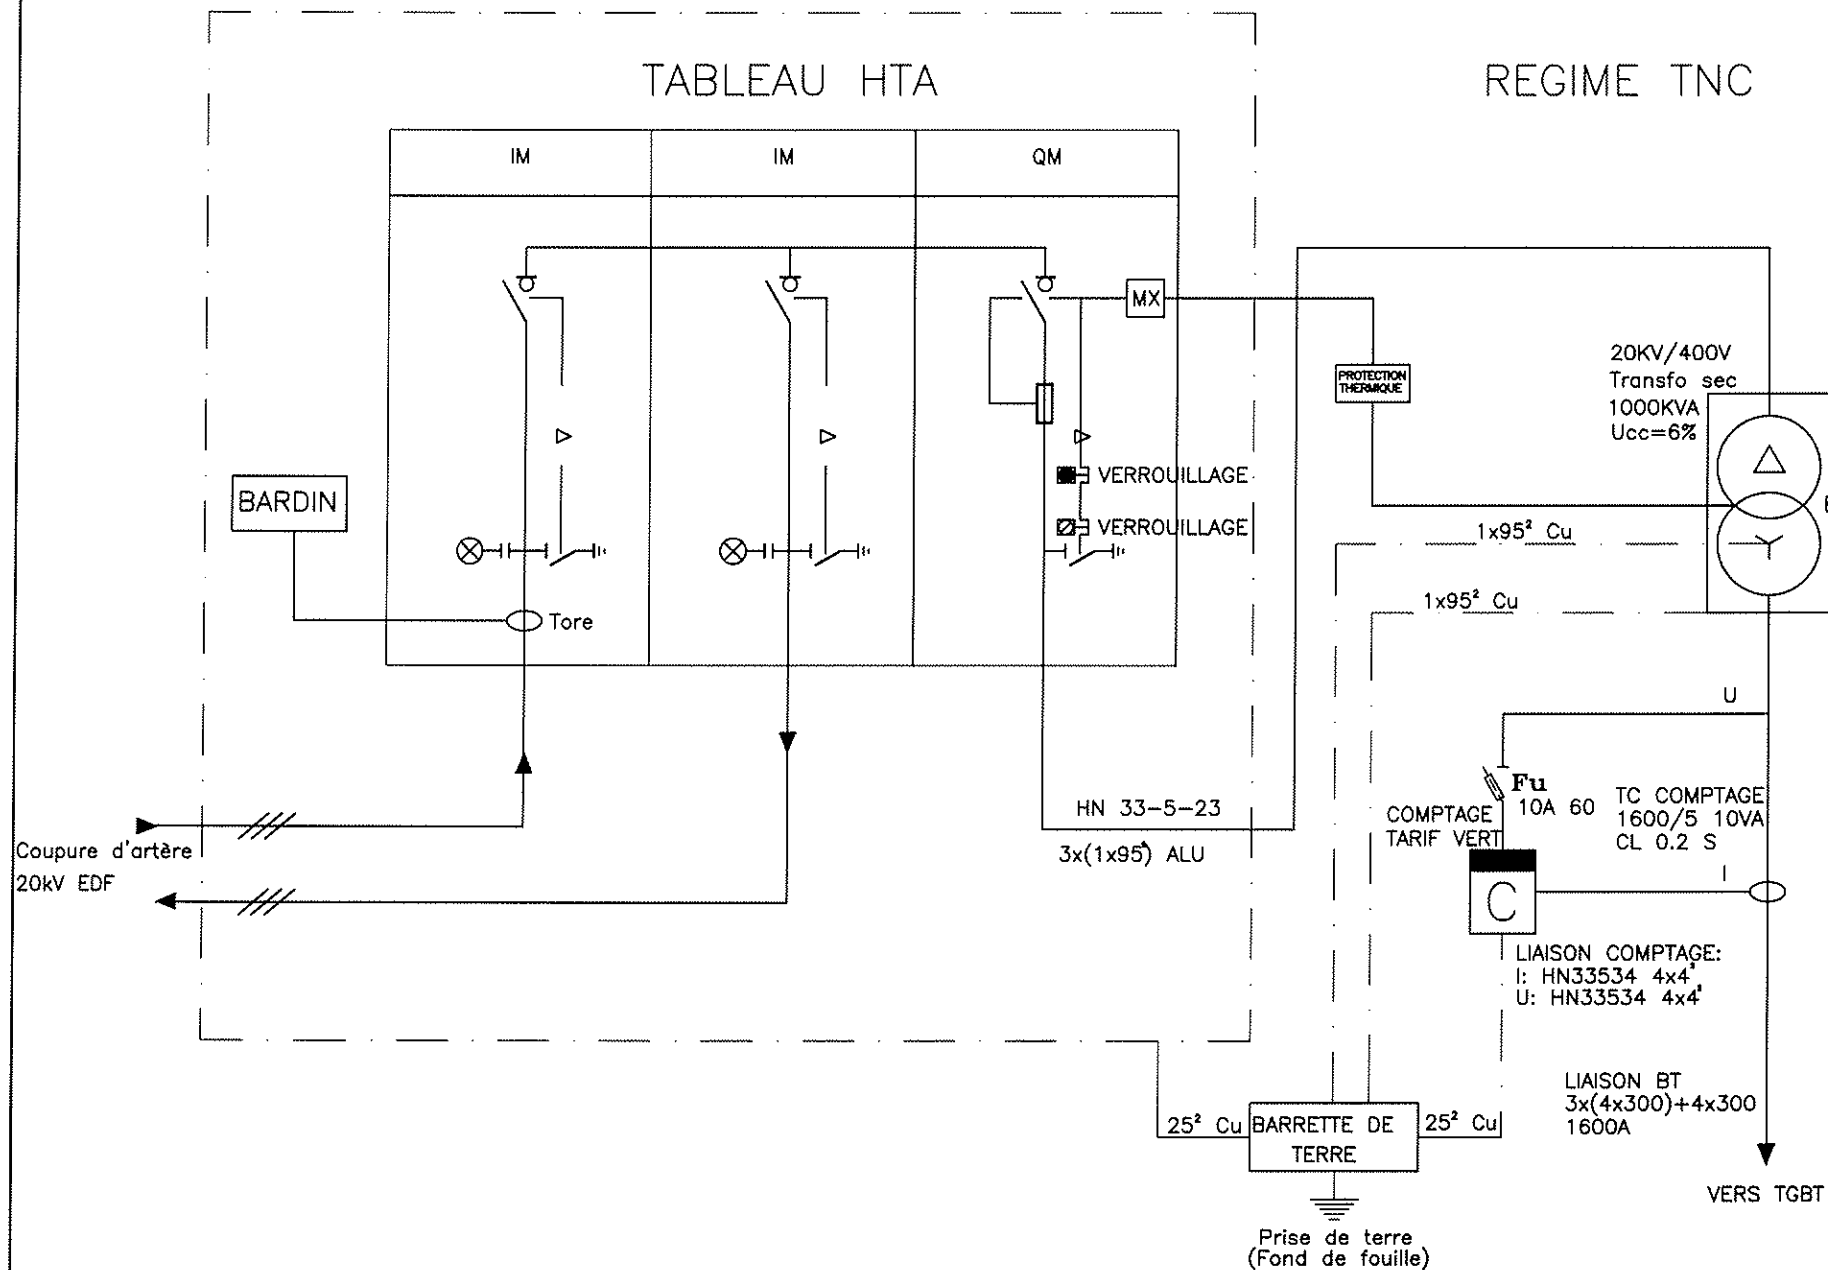 TABLEAU HTA
REGIME TNC
IM
IM
QM
MX
20KV/400V
Transfo sec
1000KVA
Ucc=6%
PROTECTION
THERMIQUE
BARDIN
VERROUILLAGE
VERROUILLAGE
1x95² Cu
1x95² Cu
Tore
U
Fu
10A 60
COMPTAGE
TARIF VERT
TC COMPTAGE
1600/5 10VA
CL 0.2 S
HN 33-5-23
3x(1x95²) ALU
Coupure d'artère
20kV EDF
I
C
LIAISON COMPTAGE:
I: HN33534 4x4²
U: HN33534 4x4²
LIAISON BT
3x(4x300)+4x300
1600A
25² Cu
BARRETTE DE
TERRE
25² Cu
VERS TGBT
Prise de terre
(Fond de fouille)